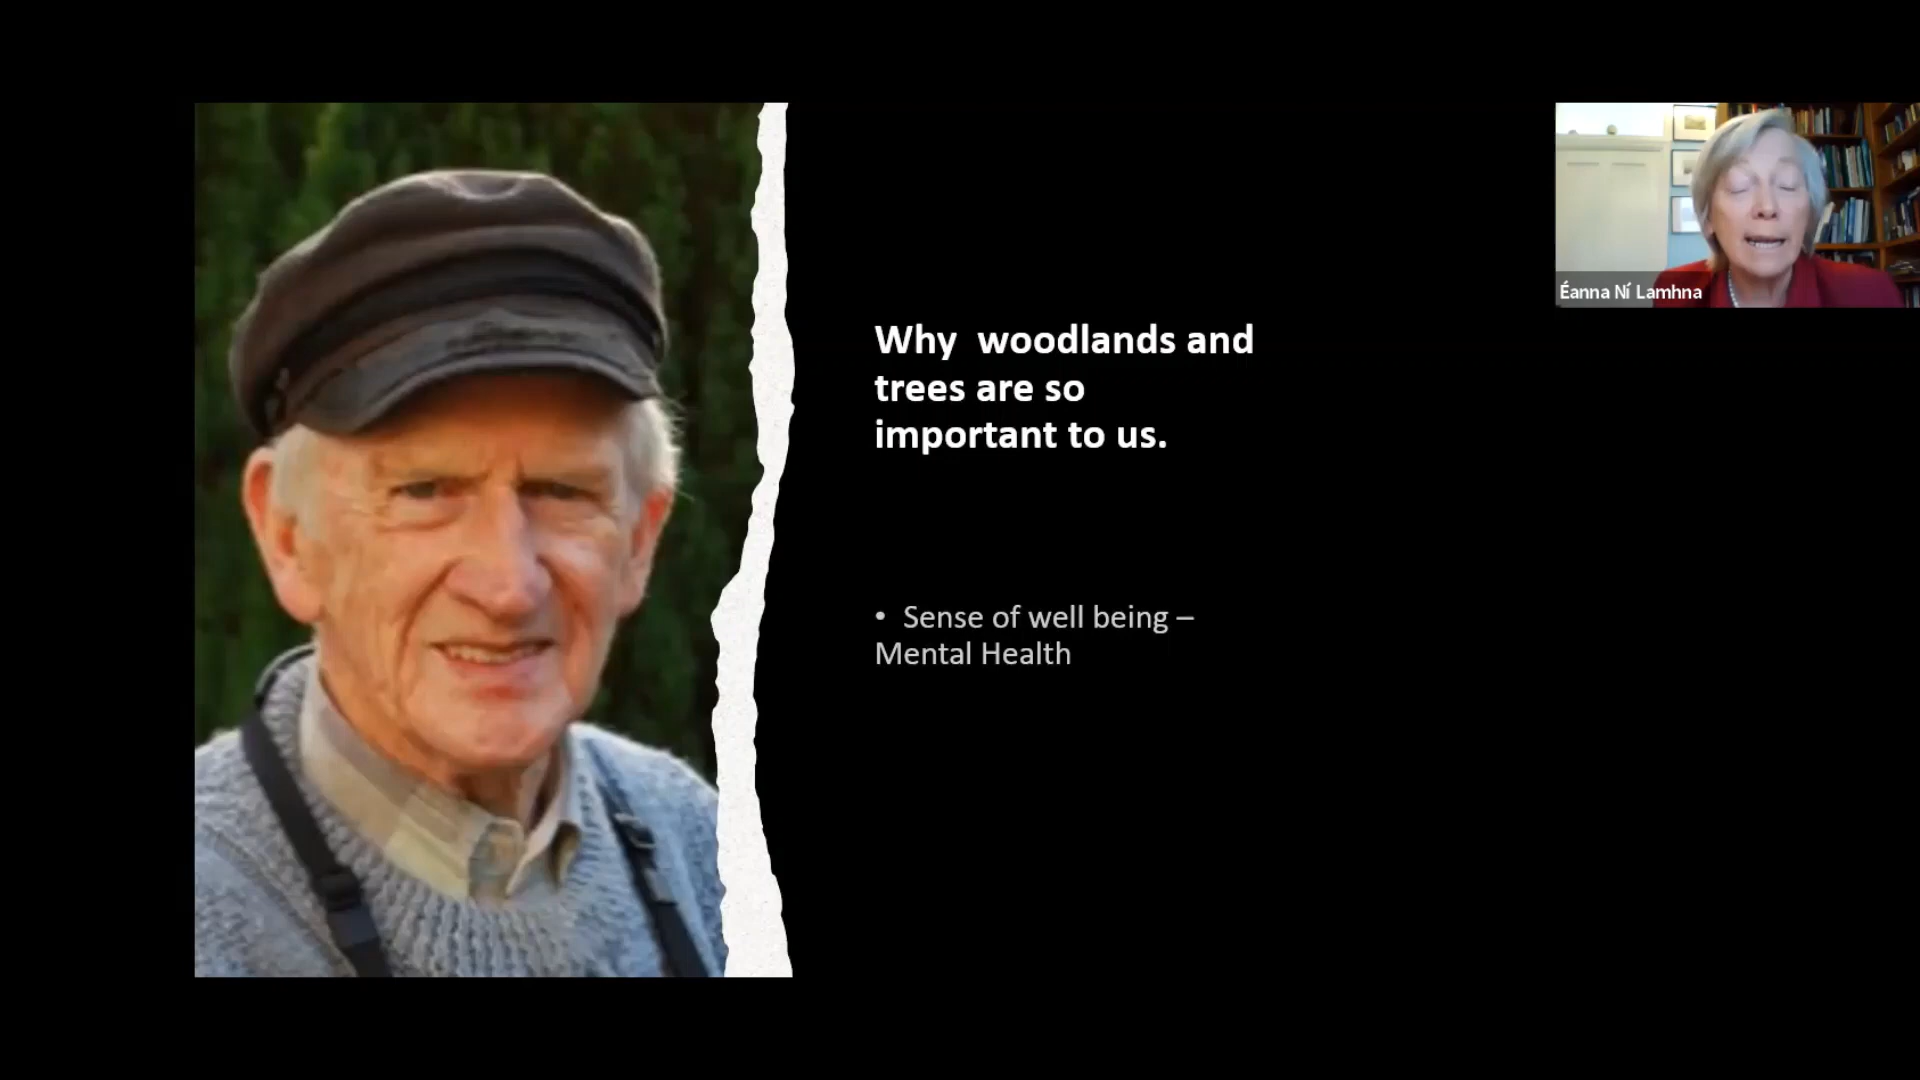 Why  woodlands and
trees are so
important to us.
• Sense of well being –
Mental Health
Éanna Ní Lamhna